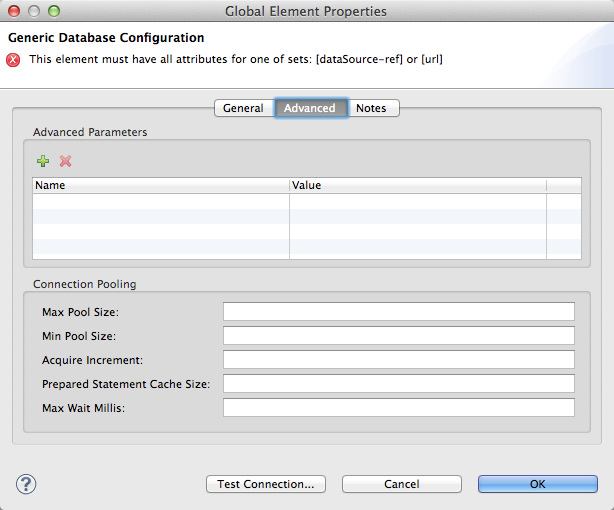 Global Element Properties
Generic Database Configuration
This element must have all attributes for one of sets: [dataSource-ref] or [url]
General Advanced Notes
Advanced Parameters
Name Value
Connection Pooling
Max Pool Size:
Min Pool Size:
Acquire Increment:
Prepared Statement Cache Size:
Max Wait Millis:
? Test Connection... Cancel OK